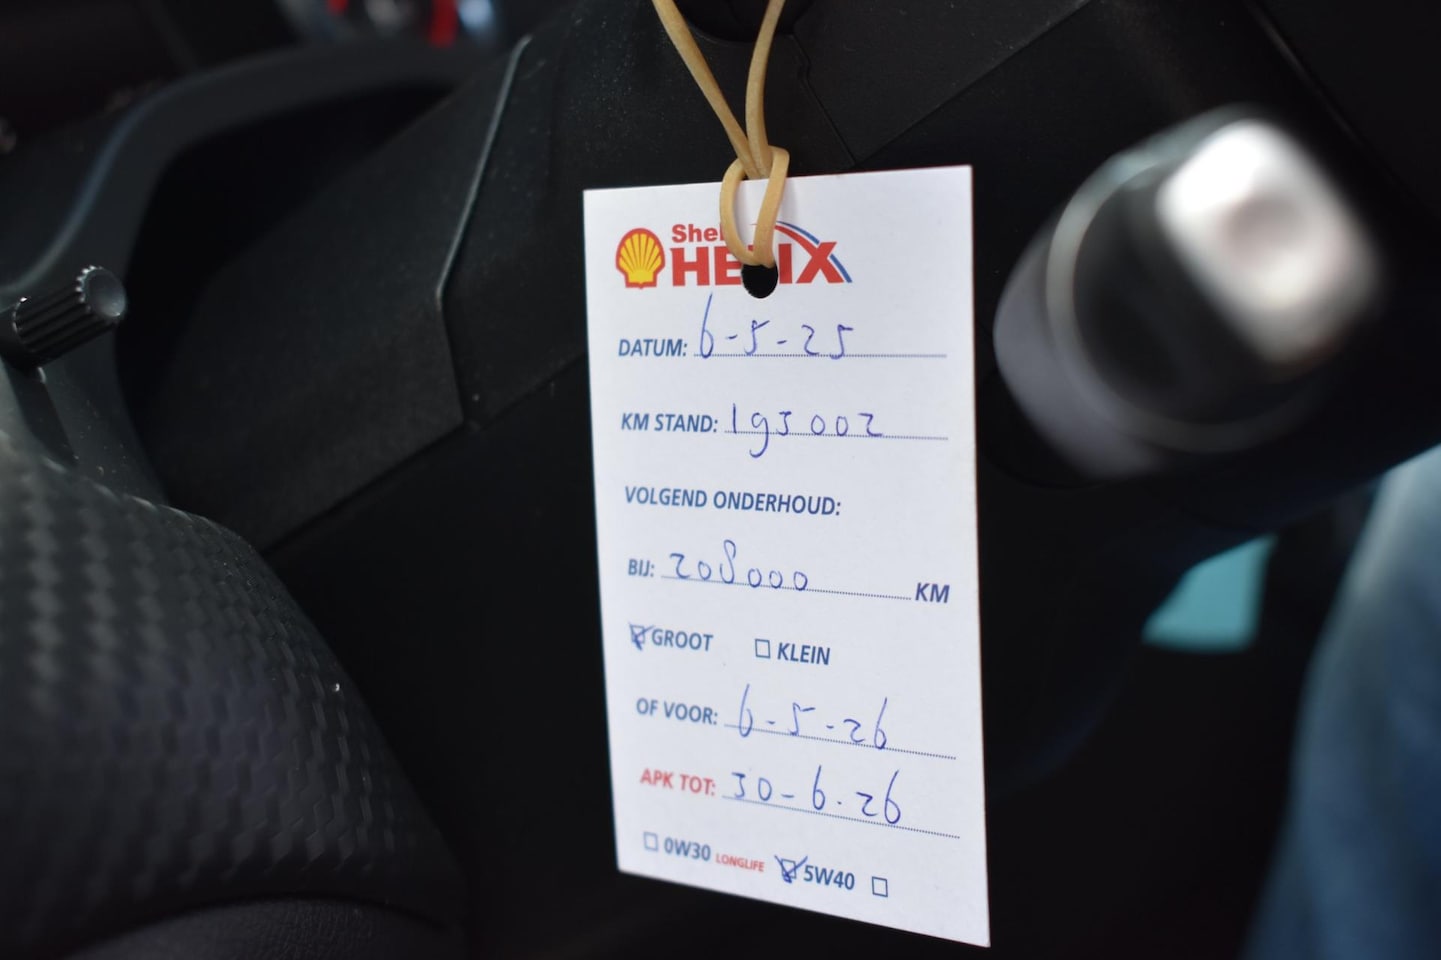 Shell
HELIX
DATUM: 6-5-25
KM STAND: 193002
VOLGEND ONDERHOUD:
BIJ: 208000 KM
GROOT KLEIN
OF VOOR: 6-5-26
APK TOT: 30-6-26
0W30 LONGLIFE 5W40